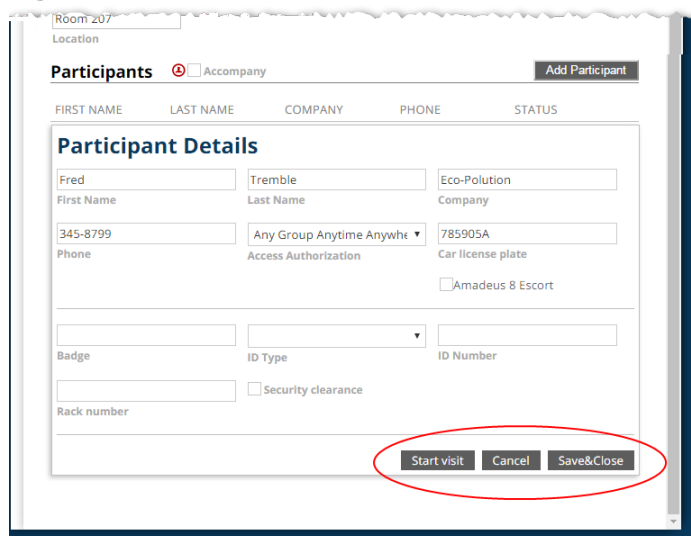 Room 207
Location
Participants Accompany Add Participant
FIRST NAME LAST NAME COMPANY PHONE STATUS
Participant Details
Fred Tremble Eco-Polution
First Name Last Name Company
345-8799 Any Group Anytime Anywhe 785905A
Phone Access Authorization Car license plate
Amadeus 8 Escort
Badge ID Type ID Number
Security clearance
Rack number
Start visit Cancel Save&Close